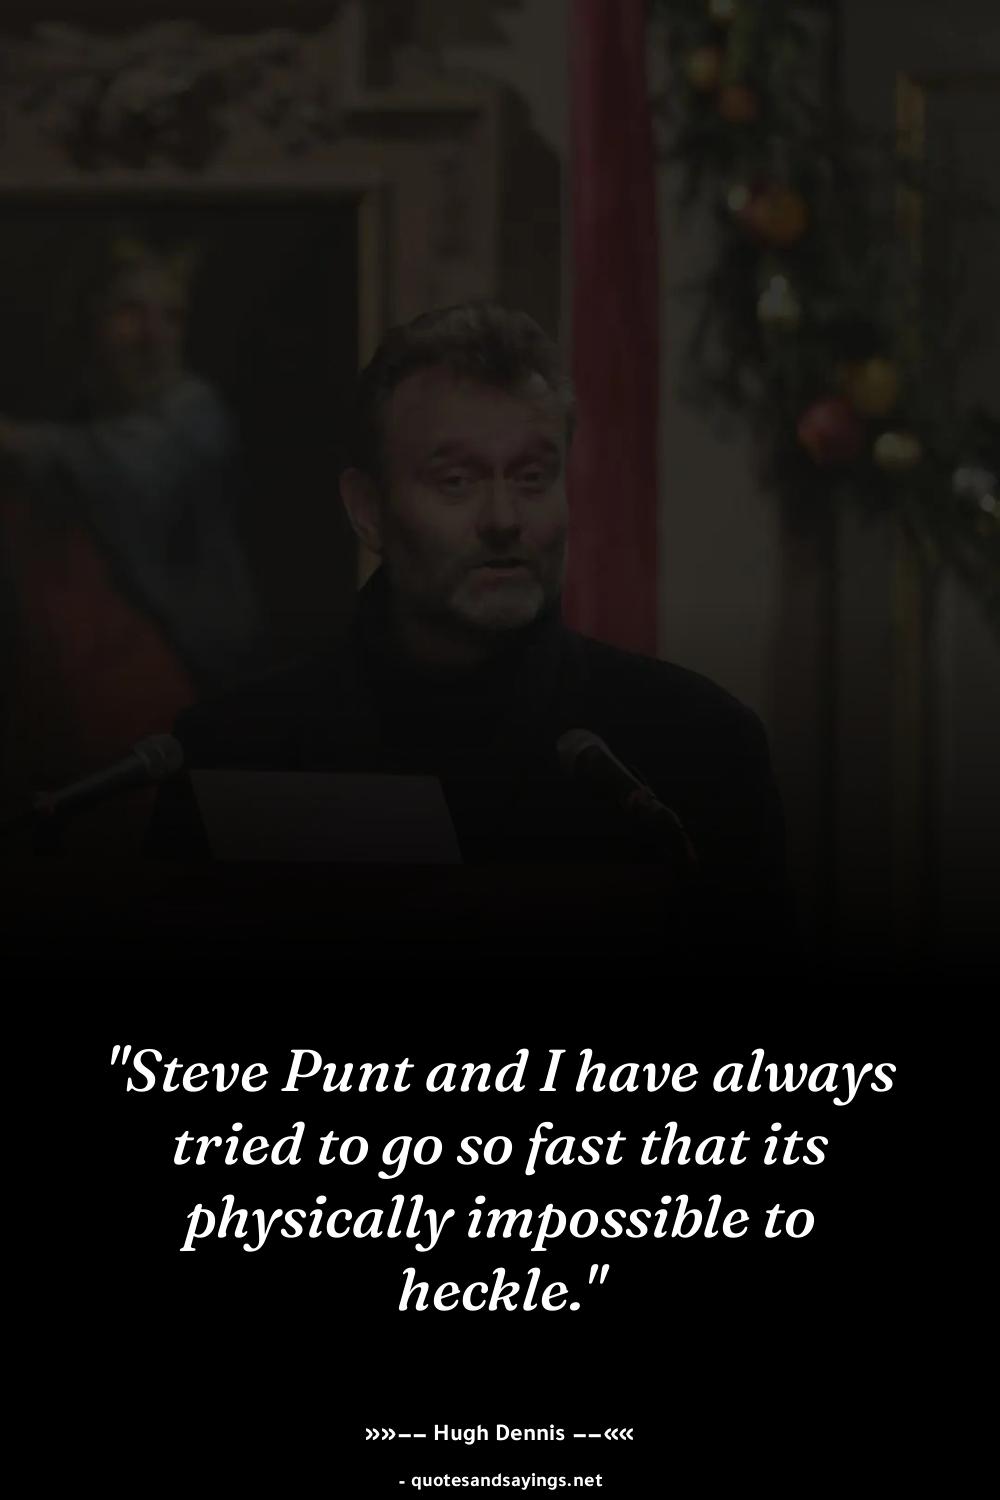 "Steve Punt and I have always
tried to go so fast that its
physically impossible to
heckle."
»»–– Hugh Dennis ––««
- quotesandsayings.net